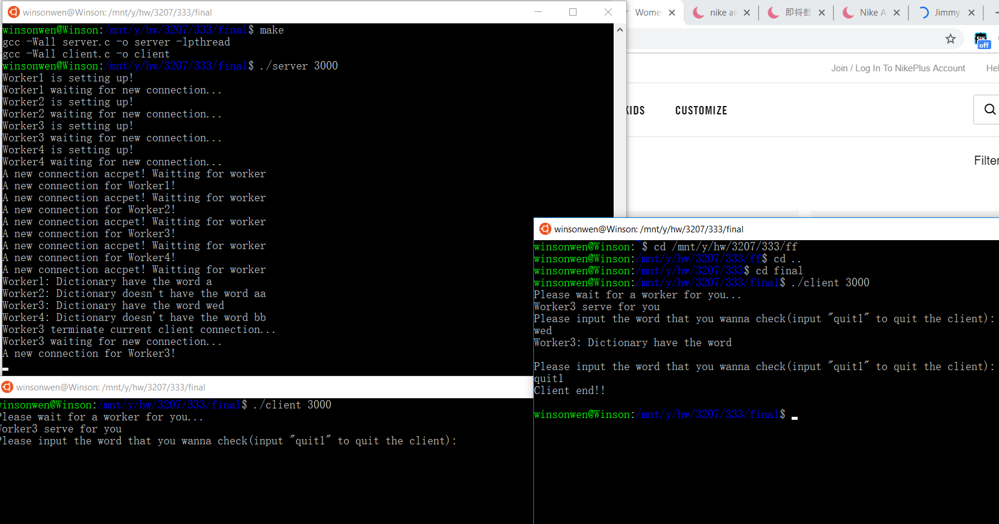 winsonwen@Winson: /mnt/y/hw/3207/333/final
winsonwen@Winson:/mnt/y/hw/3207/333/final$ make
gcc -Wall server.c -o server -lpthread
gcc -Wall client.c -o client
winsonwen@Winson:/mnt/y/hw/3207/333/final$ ./server 3000
Worker1 is setting up!
Worker1 waiting for new connection...
Worker2 is setting up!
Worker2 waiting for new connection...
Worker3 is setting up!
Worker3 waiting for new connection...
Worker4 is setting up!
Worker4 waiting for new connection...
A new connection accpet! Waitting for worker
A new connection for Worker1!
A new connection accpet! Waitting for worker
A new connection for Worker2!
A new connection accpet! Waitting for worker
A new connection for Worker3!
A new connection accpet! Waitting for worker
A new connection for Worker4!
A new connection accpet! Waitting for worker
Worker1: Dictionary have the word a
Worker2: Dictionary doesn't have the word aa
Worker3: Dictionary have the word wed
Worker4: Dictionary doesn't have the word bb
Worker3 terminate current client connection...
Worker3 waiting for new connection...
A new connection for Worker3!
Wome
nike ai
即将截
Nike A
Jimmy
off
Join / Log In To NikePlus Account
Hel
KIDS
CUSTOMIZE
Filter
winsonwen@Winson: /mnt/y/hw/3207/333/final
winsonwen@Winson:/mnt/y/hw/3207/333/final$ ./client 3000
Please wait for a worker for you...
Worker3 serve for you
Please input the word that you wanna check(input "quit1" to quit the client):
winsonwen@Winson: /mnt/y/hw/3207/333/final
winsonwen@Winson:~$ cd /mnt/y/hw/3207/333/ff
winsonwen@Winson:/mnt/y/hw/3207/333/ff$ cd ..
winsonwen@Winson:/mnt/y/hw/3207/333$ cd final
winsonwen@Winson:/mnt/y/hw/3207/333/final$ ./client 3000
Please wait for a worker for you...
Worker3 serve for you
Please input the word that you wanna check(input "quit1" to quit the client):
wed
Worker3: Dictionary have the word
Please input the word that you wanna check(input "quit1" to quit the client):
quit1
Client end!!
winsonwen@Winson:/mnt/y/hw/3207/333/final$